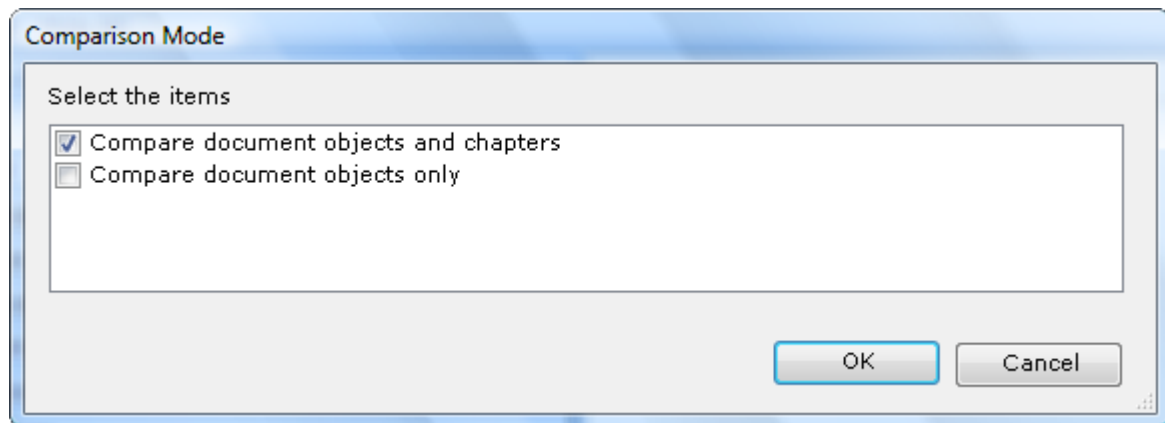 Comparison Mode
Select the items
Compare document objects and chapters
Compare document objects only
OK
Cancel